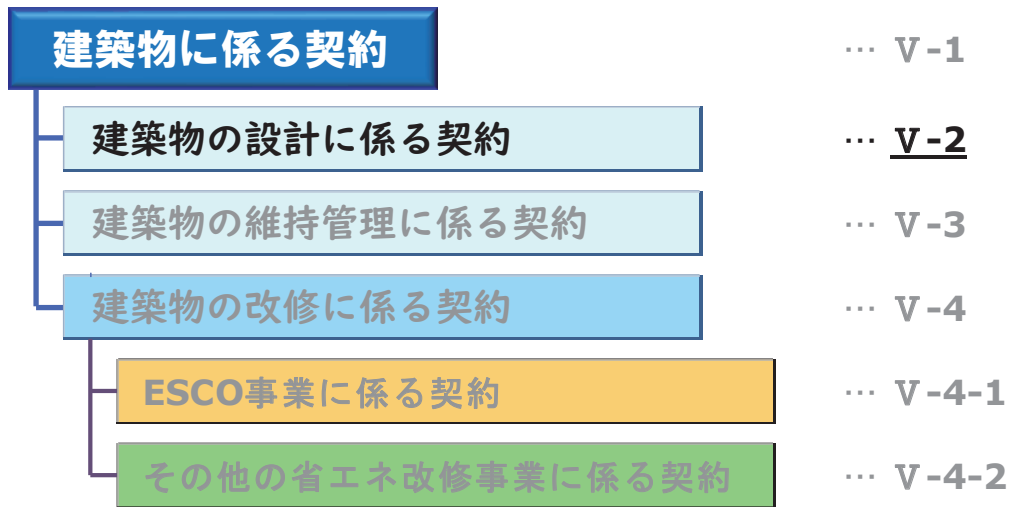 建築物に係る契約 … Ⅴ-1
建築物の設計に係る契約 … Ⅴ-2
建築物の維持管理に係る契約 … Ⅴ-3
建築物の改修に係る契約 … Ⅴ-4
ESCO事業に係る契約 … Ⅴ-4-1
その他の省エネ改修事業に係る契約 … Ⅴ-4-2